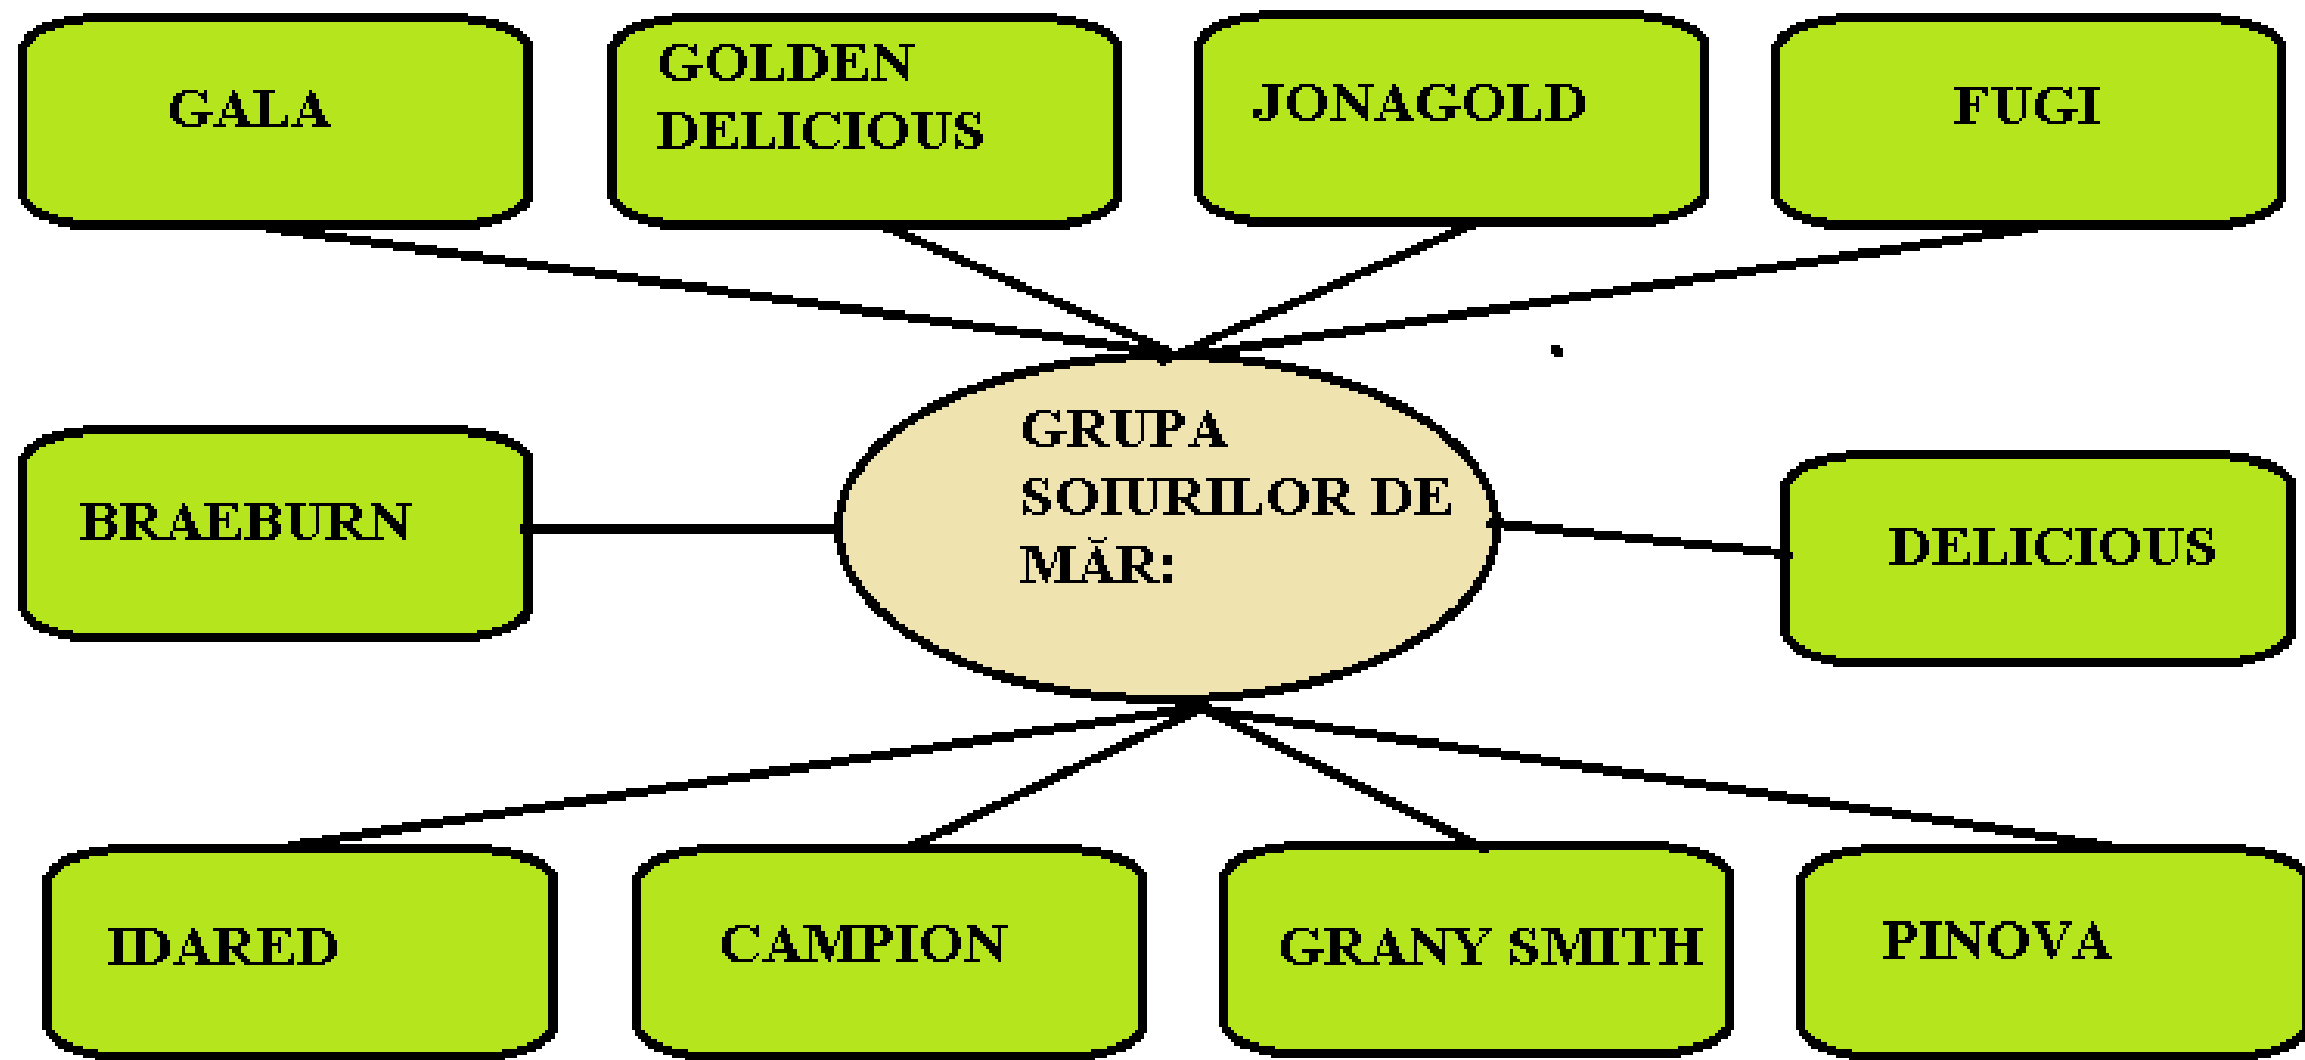 GALA
GOLDEN
DELICIOUS
JONAGOLD
FUGI
BRAEBURN
GRUPA
SOIURILOR DE
MĂR:
DELICIOUS
IDARED
CAMPION
GRANY SMITH
PINOVA